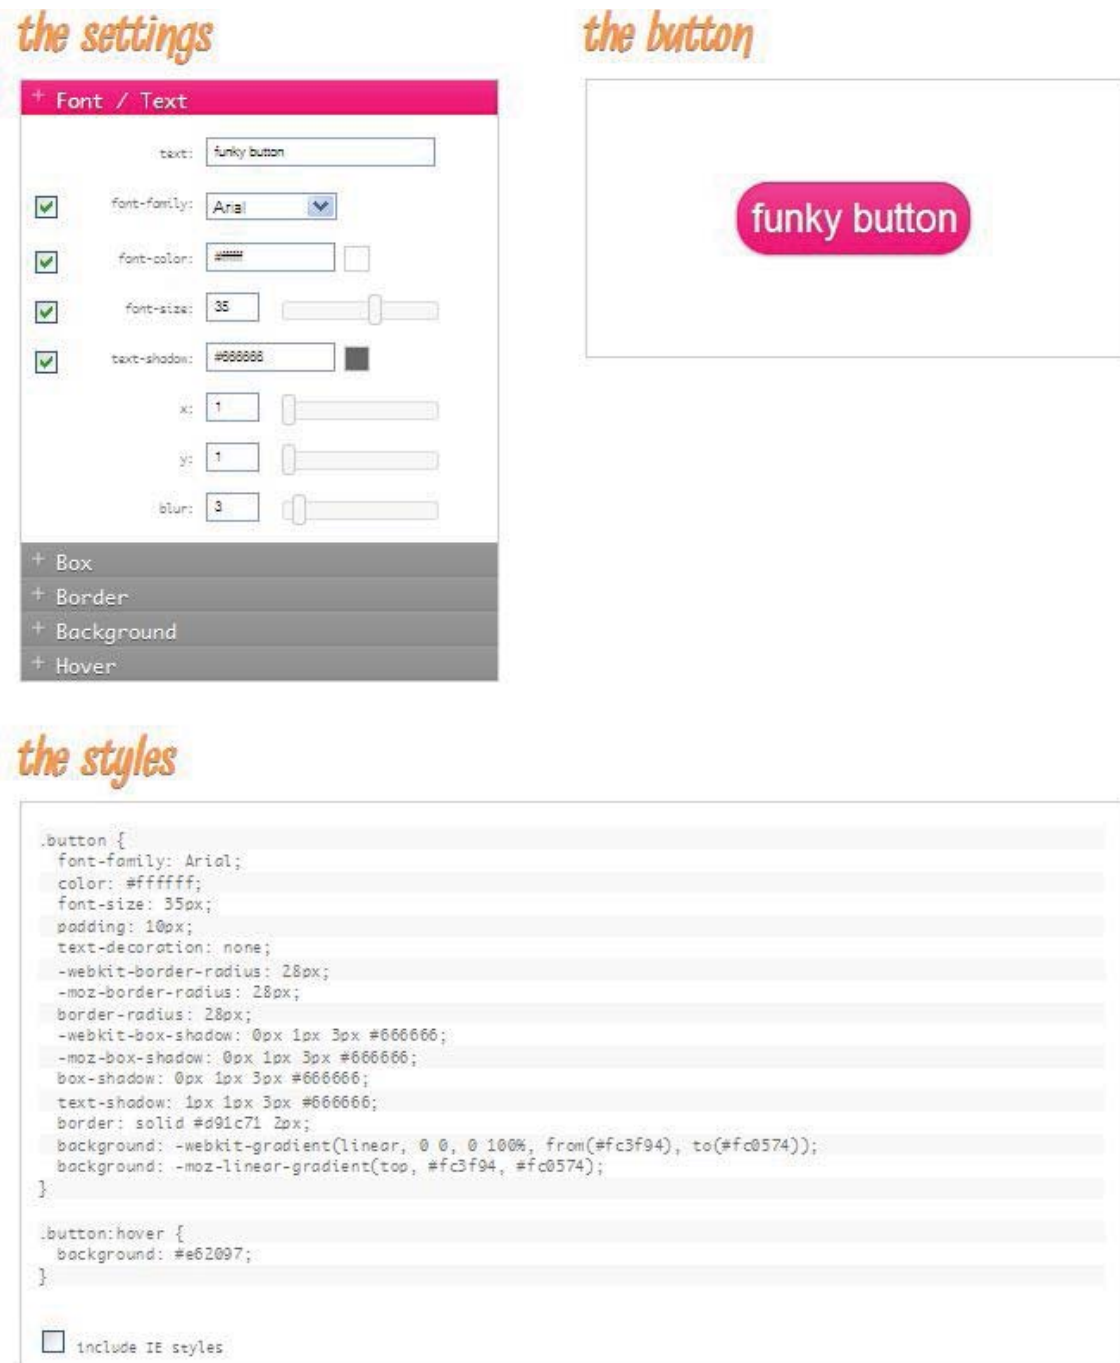 the settings
the button
+ Font / Text
text: funky button
font-family: Arial
font-color: #ffffff
font-size: 35
text-shadow: #666666
x: 1
y: 1
blur: 3
+ Box
+ Border
+ Background
+ Hover
funky button
the styles
.button {
font-family: Arial;
color: #ffffff;
font-size: 35px;
padding: 10px;
text-decoration: none;
-webkit-border-radius: 28px;
-moz-border-radius: 28px;
border-radius: 28px;
-webkit-box-shadow: 0px 1px 3px #666666;
-moz-box-shadow: 0px 1px 3px #666666;
box-shadow: 0px 1px 3px #666666;
text-shadow: 1px 1px 3px #666666;
border: solid #d91c71 2px;
background: -webkit-gradient(linear, 0 0, 0 100%, from(#fc3f94), to(#fc0574));
background: -moz-linear-gradient(top, #fc3f94, #fc0574);
}
.button:hover {
background: #e62097;
}
include IE styles